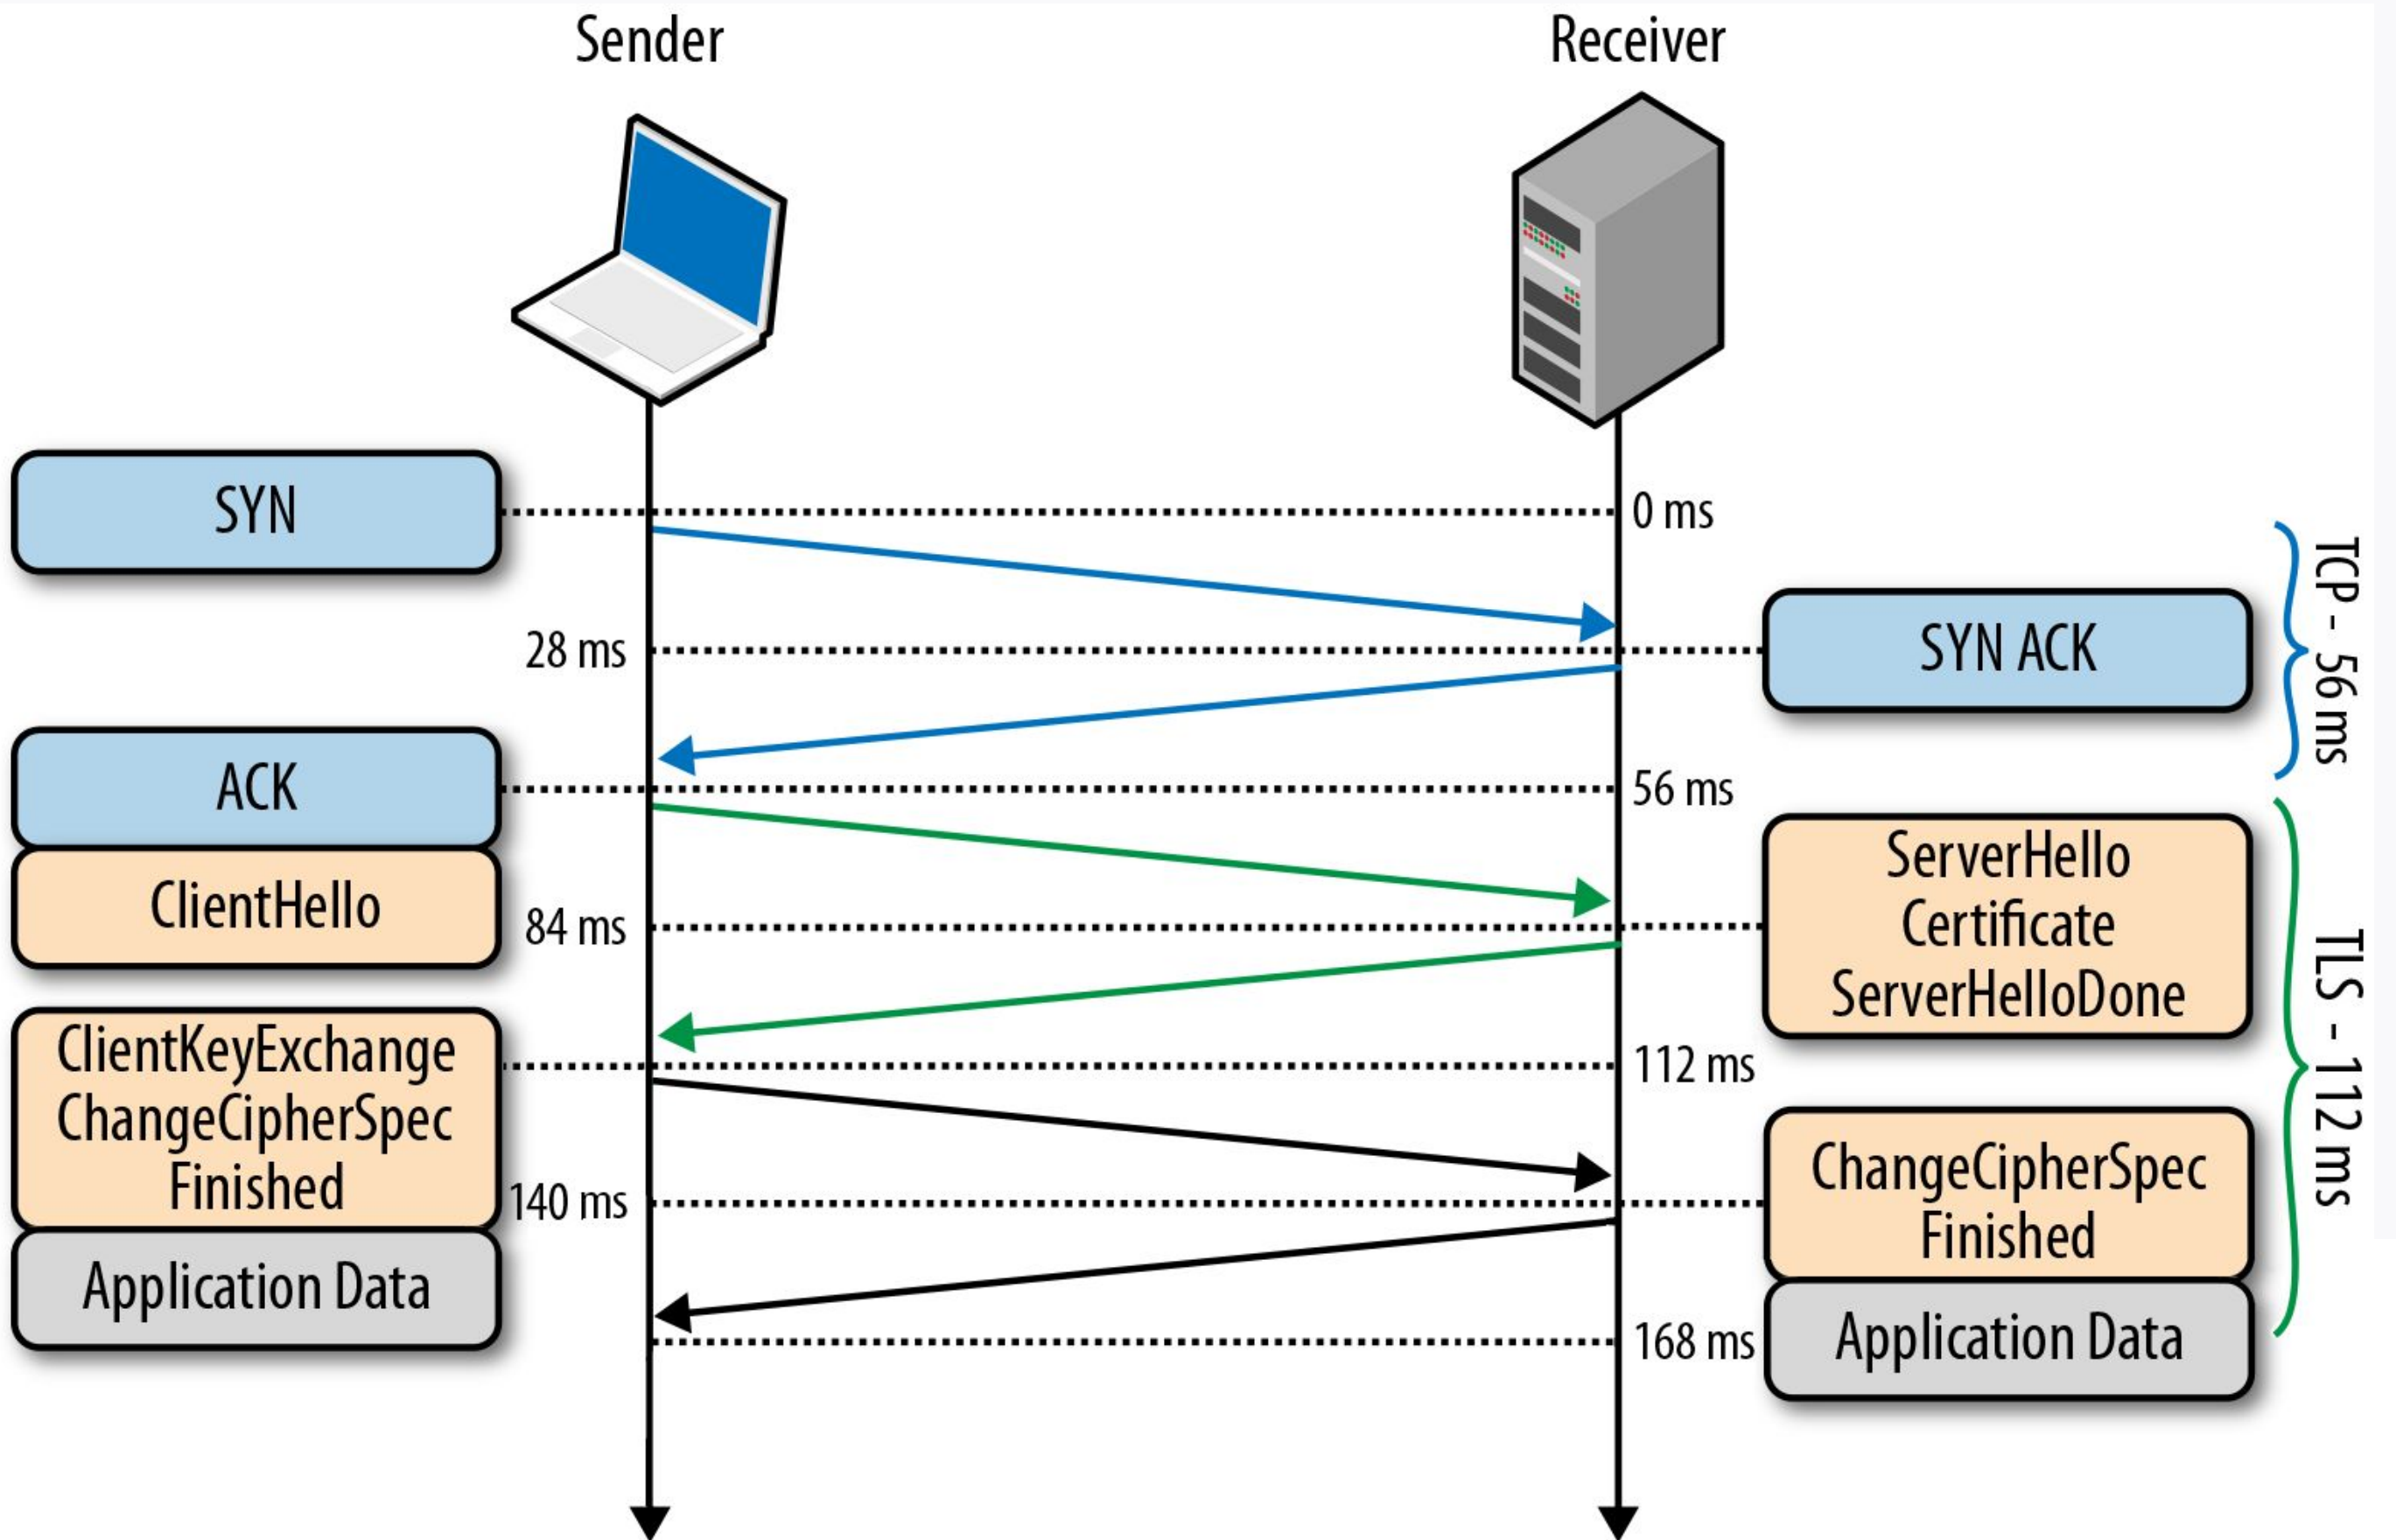 Sender
Receiver
SYN
0 ms
28 ms
SYN ACK
TCP - 56 ms
ACK
56 ms
ClientHello
84 ms
ServerHello
Certificate
ServerHelloDone
TLS - 112 ms
ClientKeyExchange
ChangeCipherSpec
Finished
112 ms
140 ms
ChangeCipherSpec
Finished
Application Data
168 ms
Application Data